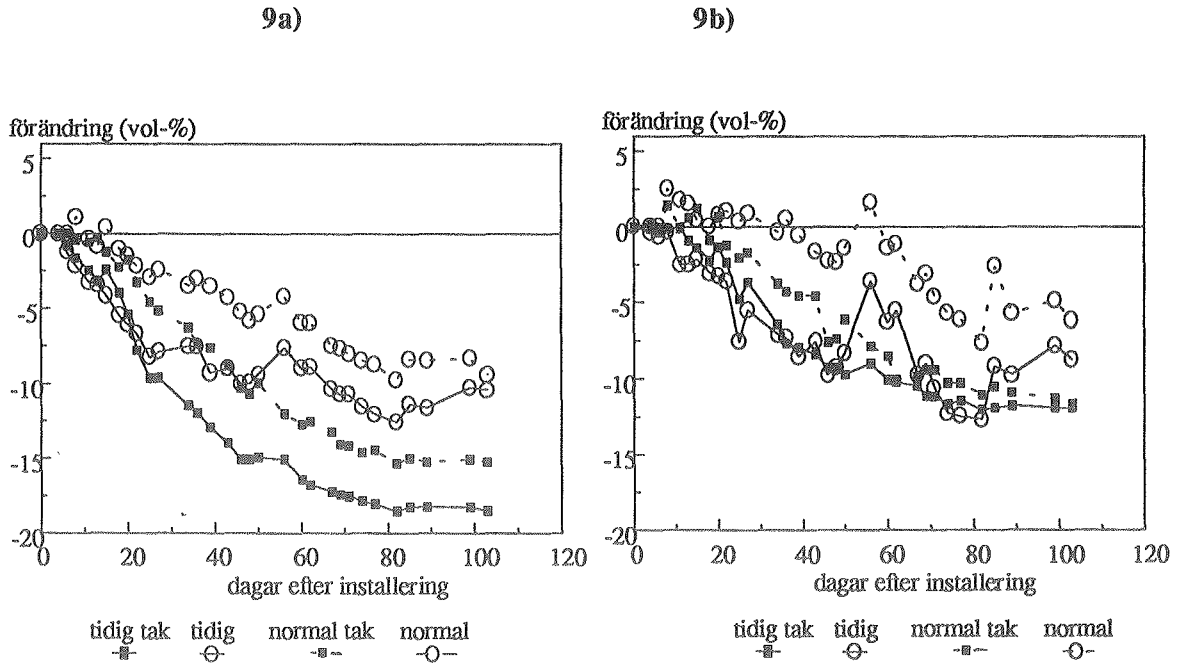 9a) 9b)
förändring (vol-%) förändring (vol-%)
5 5
0 0
-5 -5
-10 -10
-15 -15
-20 -20
0 20 40 60 80 100 120 0 20 40 60 80 100 120
dagar efter installering dagar efter installering
tidig tak tidig normal tak normal tidig tak tidig normal tak normal